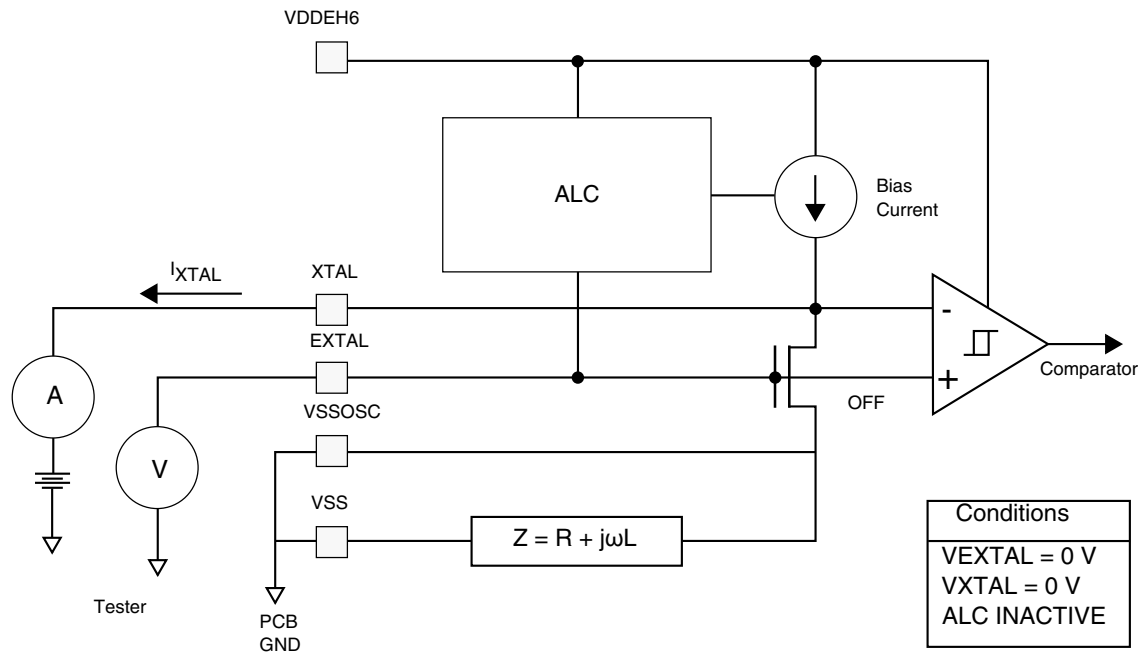 VDDEH6
ALC
Bias
Current
IXTAL
XTAL
EXTAL
-
+
Comparator
A
V
OFF
VSSOSC
VSS
Z = R + jωL
Tester
PCB
GND
Conditions
VEXTAL = 0 V
VXTAL = 0 V
ALC INACTIVE